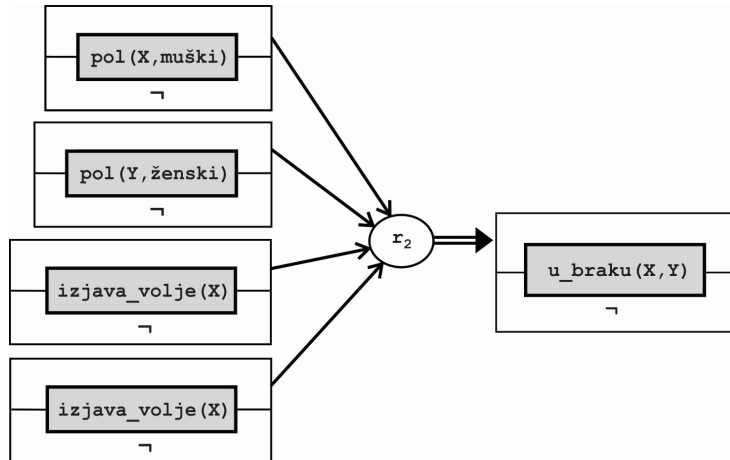 pol(X,muški)
¬
pol(Y,ženski)
¬
izjava_volje(X)
¬
izjava_volje(X)
¬
r₂
u_braku(X,Y)
¬